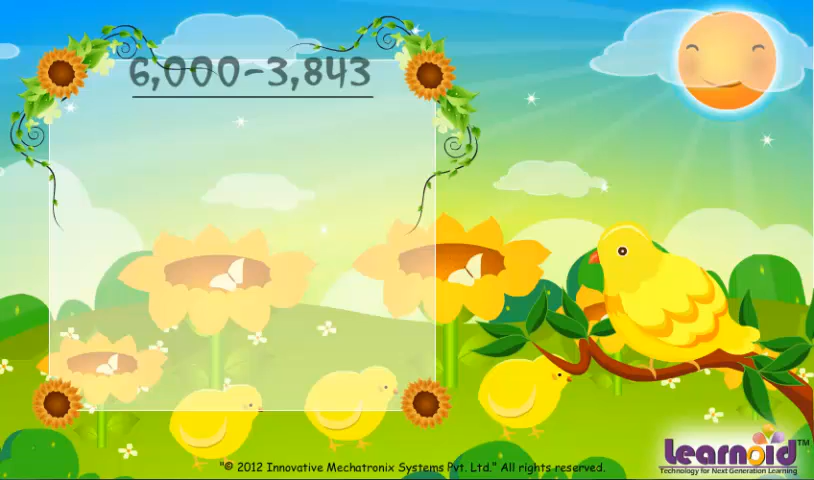 6,000-3,843
Learnoid™
Technology for Next Generation Learning
"© 2012 Innovative Mechatronix Systems Pvt. Ltd." All rights reserved.